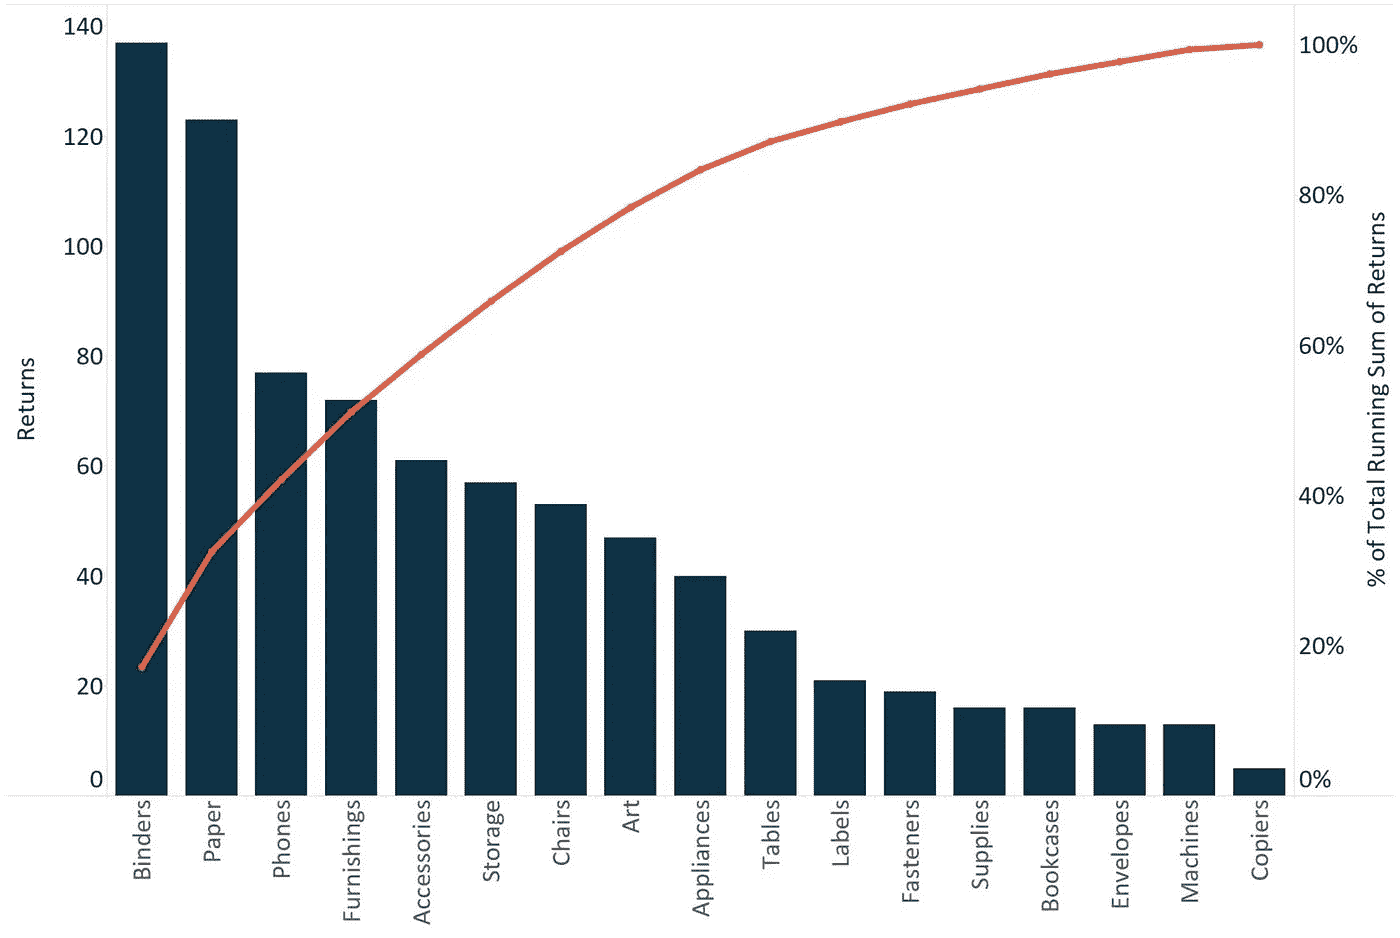 140
120
100
80
60
40
20
0
Returns
100%
80%
60%
40%
20%
0%
% of Total Running Sum of Returns
Binders
Paper
Phones
Furnishings
Accessories
Storage
Chairs
Art
Appliances
Tables
Labels
Fasteners
Supplies
Bookcases
Envelopes
Machines
Copiers